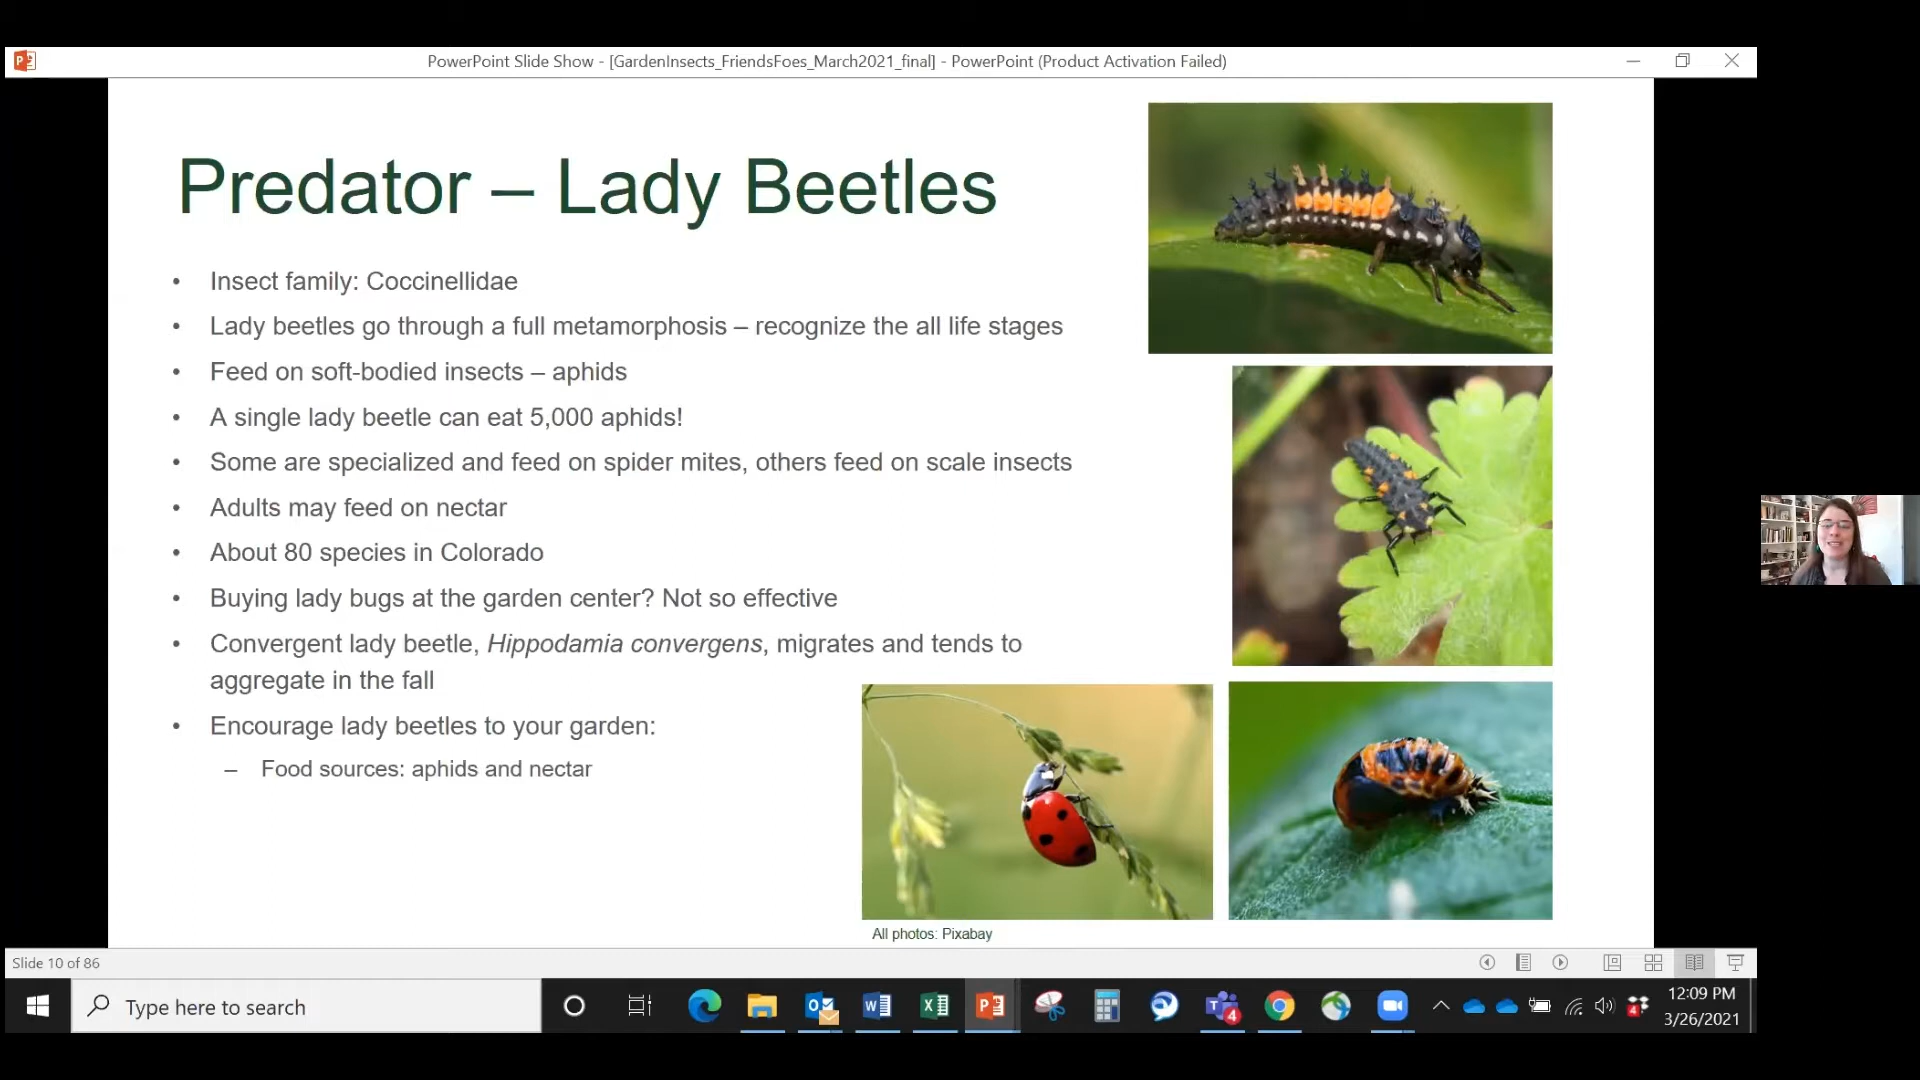 PowerPoint Slide Show - [GardenInsects_FriendsFoes_March2021_final] - PowerPoint (Product Activation Failed)
Predator – Lady Beetles
• Insect family: Coccinellidae
• Lady beetles go through a full metamorphosis – recognize the all life stages
• Feed on soft-bodied insects – aphids
• A single lady beetle can eat 5,000 aphids!
• Some are specialized and feed on spider mites, others feed on scale insects
• Adults may feed on nectar
• About 80 species in Colorado
• Buying lady bugs at the garden center? Not so effective
• Convergent lady beetle, Hippodamia convergens, migrates and tends to
aggregate in the fall
• Encourage lady beetles to your garden:
– Food sources: aphids and nectar
All photos: Pixabay
Slide 10 of 86
Type here to search
4
4
12:09 PM
3/26/2021